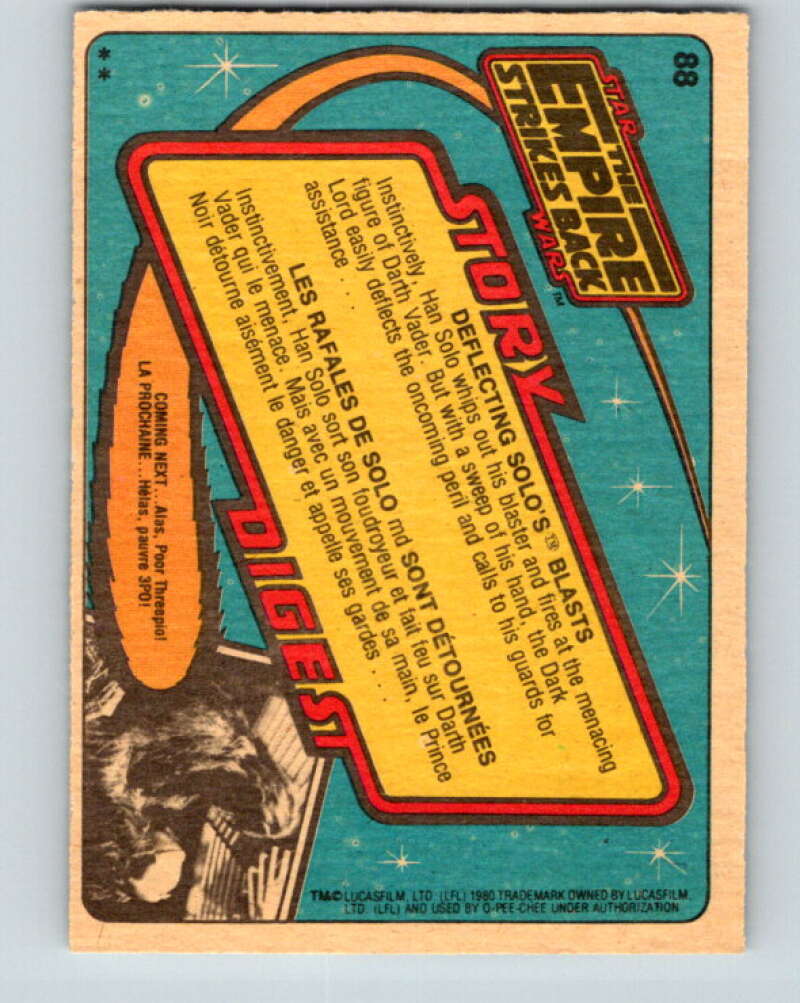 88
STAR
THE
EMPIRE
STRIKES BACK
WARS™
STORY
DEFLECTING SOLO'S™ BLASTS
Instinctively, Han Solo whips out his blaster and fires at the menacing
figure of Darth Vader. But with a sweep of his hand, the Dark
Lord easily deflects the oncoming peril and calls to his guards for
assistance . . .
LES RAFALES DE SOLO md SONT DÉTOURNÉES
Instinctivement, Han Solo sort son foudroyeur et fait feu sur Darth
Vader qui le menace. Mais avec un mouvement de sa main, le Prince
Noir détourne aisément le danger et appelle ses gardes . . .
DIGEST
COMING NEXT...Alas, Poor Threepio!
LA PROCHAINE...Hélas, pauvre 3PO!
TM© LUCASFILM, LTD. (LFL) 1980 TRADEMARK OWNED BY LUCASFILM,
LTD. (LFL) AND USED BY O-PEE-CHEE UNDER AUTHORIZATION
**